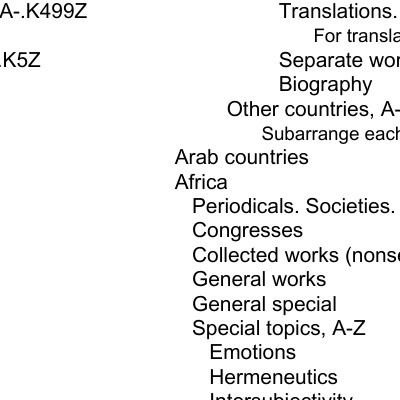 A-.K499Z Translations.
For transla
.K5Z Separate wor
Biography
Other countries, A-
Subarrange each
Arab countries
Africa
Periodicals. Societies.
Congresses
Collected works (nonse
General works
General special
Special topics, A-Z
Emotions
Hermeneutics
Intersubjectivity